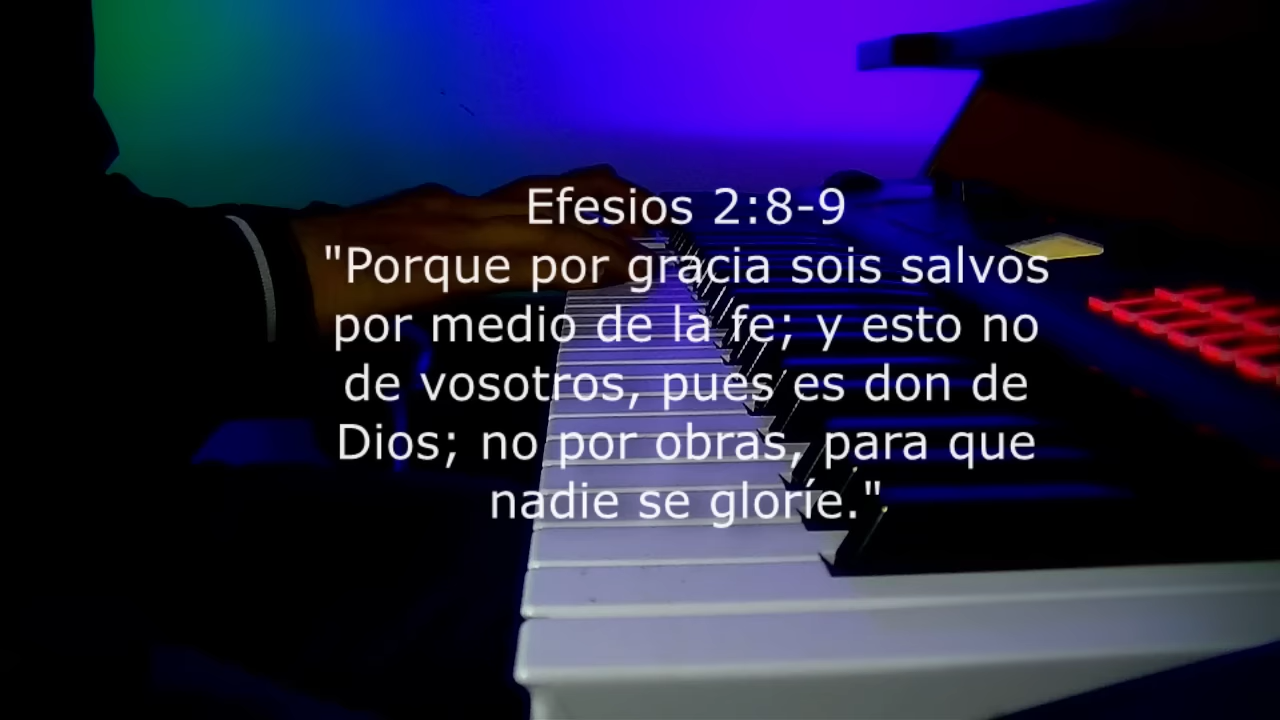 Efesios 2:8-9
"Porque por gracia sois salvos
por medio de la fe; y esto no
de vosotros, pues es don de
Dios; no por obras, para que
nadie se gloríe."